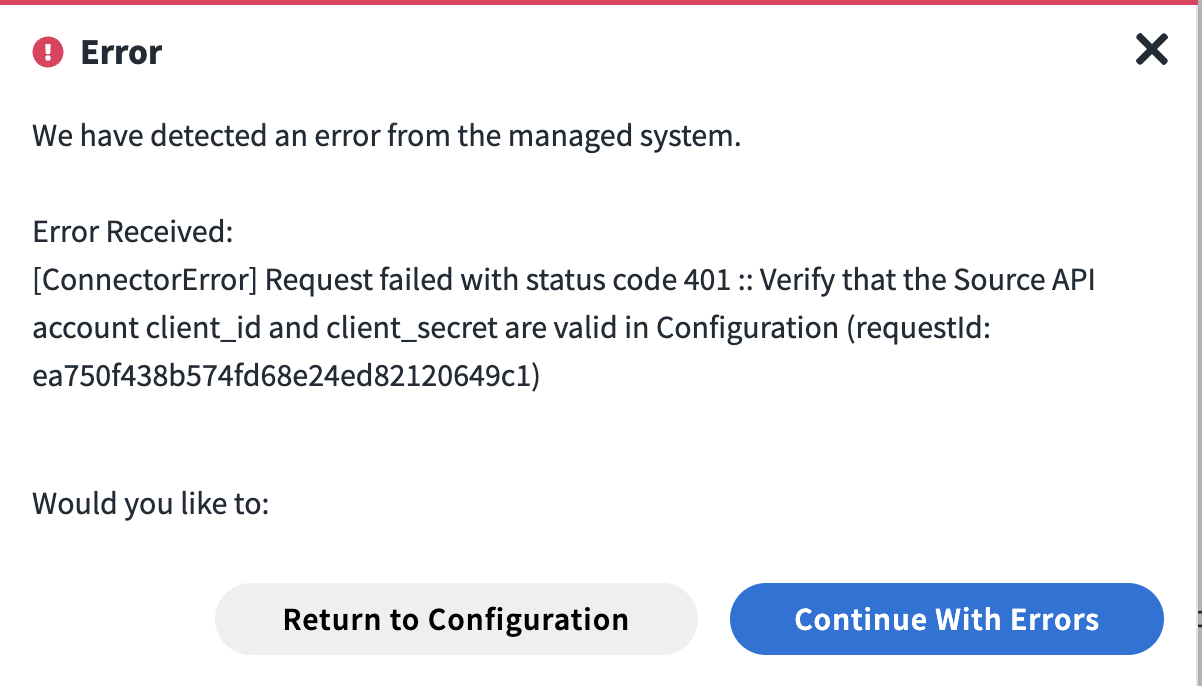 Error
We have detected an error from the managed system.
Error Received:
[ConnectorError] Request failed with status code 401 :: Verify that the Source API
account client_id and client_secret are valid in Configuration (requestId:
ea750f438b574fd68e24ed82120649c1)
Would you like to:
Return to Configuration
Continue With Errors